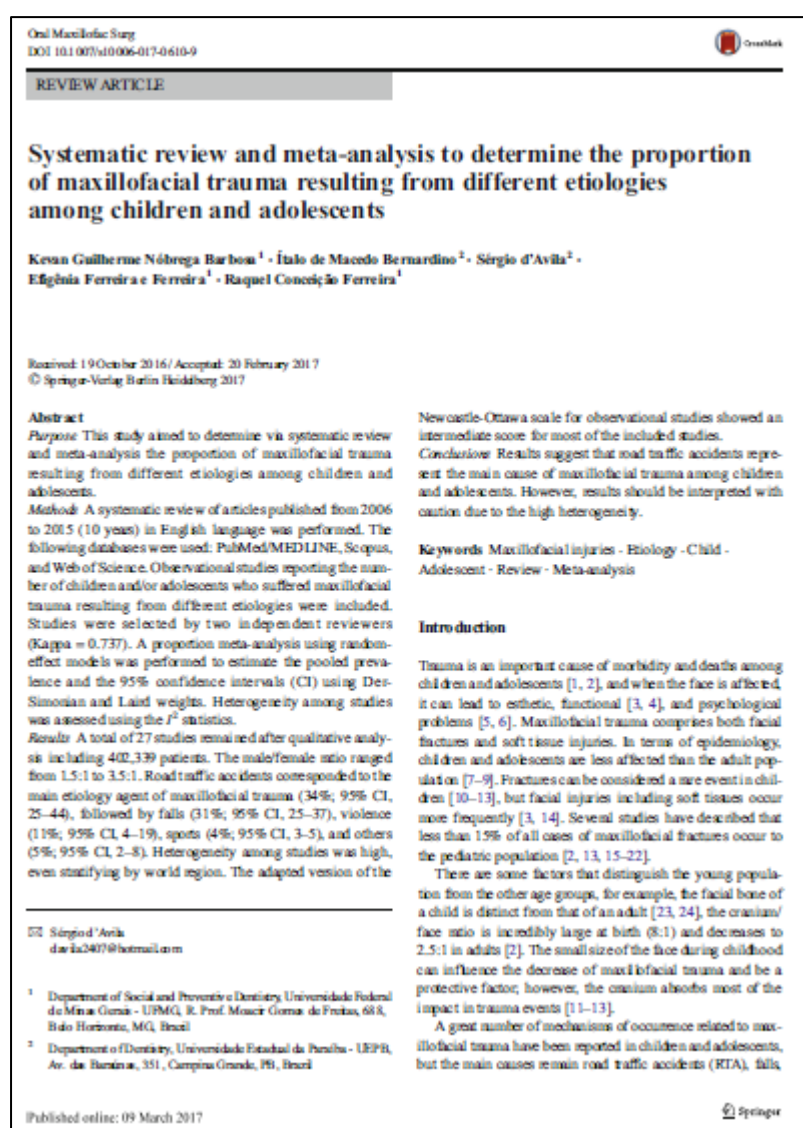 Oral Maxillofac Surg
DOI 10.1007/s10006-017-0610-9
CrossMark
REVIEW ARTICLE
Systematic review and meta-analysis to determine the proportion
of maxillofacial trauma resulting from different etiologies
among children and adolescents
Kevan Guilherme Nóbrega Barbosa 1 · Ítalo de Macedo Bernardino 2 · Sérgio d'Avila 2 ·
Efigênia Ferreira e Ferreira 1 · Raquel Conceição Ferreira 1
Received: 19 October 2016 / Accepted: 20 February 2017
© Springer-Verlag Berlin Heidelberg 2017
Abstract
Purpose This study aimed to determine via systematic review
and meta-analysis the proportion of maxillofacial trauma
resulting from different etiologies among children and
adolescents.
Methods A systematic review of articles published from 2006
to 2015 (10 years) in English language was performed. The
following databases were used: PubMed/MEDLINE, Scopus,
and Web of Science. Observational studies reporting the num-
ber of children and/or adolescents who suffered maxillofacial
trauma resulting from different etiologies were included.
Studies were selected by two independent reviewers
(Kappa = 0.737). A proportion meta-analysis using random-
effect models was performed to estimate the pooled preva-
lence and the 95% confidence intervals (CI) using Der-
Simonian and Laird weights. Heterogeneity among studies
was assessed using the I² statistics.
Results A total of 27 studies remained after qualitative analy-
sis including 402,339 patients. The male/female ratio ranged
from 1.5:1 to 3.5:1. Road traffic accidents corresponded to the
main etiology agent of maxillofacial trauma (34%; 95% CI,
25–44), followed by falls (31%; 95% CI, 25–37), violence
(11%; 95% CI, 4–19), sports (4%; 95% CI, 3–5), and others
(5%; 95% CI, 2–8). Heterogeneity among studies was high,
even stratifying by world region. The adapted version of the
✉ Sérgio d'Avila
davila2407@hotmail.com
1 Department of Social and Preventive Dentistry, Universidade Federal
de Minas Gerais - UFMG, R. Prof. Moacir Gomes de Freitas, 688,
Belo Horizonte, MG, Brazil
2 Department of Dentistry, Universidade Estadual da Paraíba - UEPB,
Av. das Baraúnas, 351, Campina Grande, PB, Brazil
Newcastle-Ottawa scale for observational studies showed an
intermediate score for most of the included studies.
Conclusions Results suggest that road traffic accidents repre-
sent the main cause of maxillofacial trauma among children
and adolescents. However, results should be interpreted with
caution due to the high heterogeneity.
Keywords Maxillofacial injuries · Etiology · Child ·
Adolescent · Review · Meta-analysis
Introduction
Trauma is an important cause of morbidity and deaths among
children and adolescents [1, 2], and when the face is affected,
it can lead to esthetic, functional [3, 4], and psychological
problems [5, 6]. Maxillofacial trauma comprises both facial
fractures and soft tissue injuries. In terms of epidemiology,
children and adolescents are less affected than the adult pop-
ulation [7–9]. Fractures can be considered a rare event in chil-
dren [10–13], but facial injuries including soft tissues occur
more frequently [3, 14]. Several studies have described that
less than 15% of all cases of maxillofacial fractures occur to
the pediatric population [2, 13, 15–22].
There are some factors that distinguish the young popula-
tion from the other age groups, for example, the facial bone of
a child is distinct from that of an adult [23, 24], the cranium/
face ratio is incredibly large at birth (8:1) and decreases to
2.5:1 in adults [2]. The small size of the face during childhood
can influence the decrease of maxillofacial trauma and be a
protective factor; however, the cranium absorbs most of the
impact in trauma events [11–13].
A great number of mechanisms of occurrence related to max-
illofacial trauma have been reported in children and adolescents,
but the main causes remain road traffic accidents (RTA), falls,
Published online: 09 March 2017
Springer